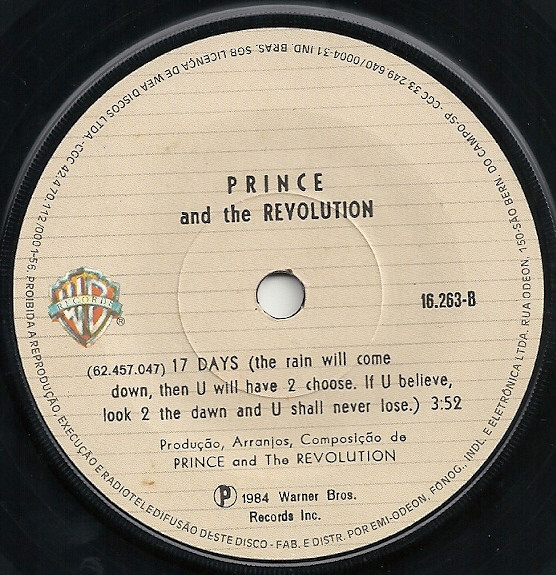 PRINCE
and the REVOLUTION
RECORDS
®
16.263-B
(62.457.047) 17 DAYS (the rain will come
down, then U will have 2 choose. If U believe,
look 2 the dawn and U shall never lose.) 3:52
Produção, Arranjos, Composição de
PRINCE and The REVOLUTION
Ⓟ 1984 Warner Bros.
Records Inc.
PROIBIDA A REPRODUÇÃO, EXECUÇÃO E RADIOTELEDIFUSÃO DESTE DISCO - FAB. E DISTR. POR EMI-ODEON, FONOG., INDL. E ELETRÔNICA LTDA. RUA ODEON, 150-SÃO BERN. DO CAMPO-SP - CGC 33.249.640/0004-31 IND. BRAS. SGB LICENÇA DE WEA DISCOS LTDA.-CGC 42.470.112/0001-56.